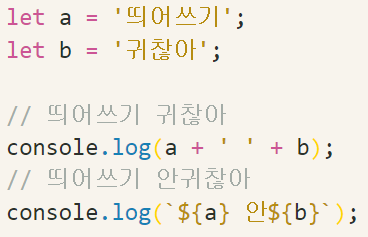 let a = '띄어쓰기';
let b = '귀찮아';
// 띄어쓰기 귀찮아
console.log(a + ' ' + b);
// 띄어쓰기 안귀찮아
console.log(`${a} 안${b}`);